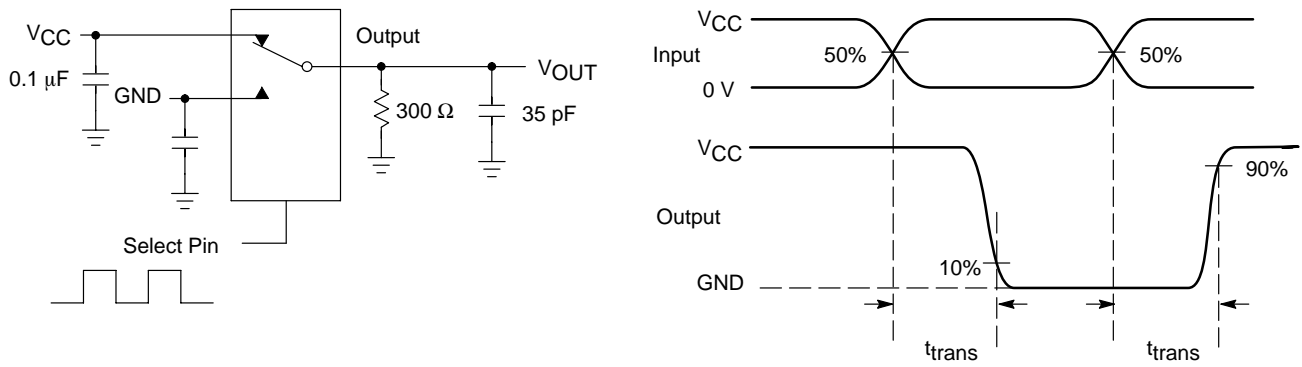 VCC
0.1 μF
GND
Output
VOUT
300 Ω
35 pF
Select Pin
VCC
Input
0 V
50%
50%
VCC
Output
GND
10%
90%
ttrans
ttrans